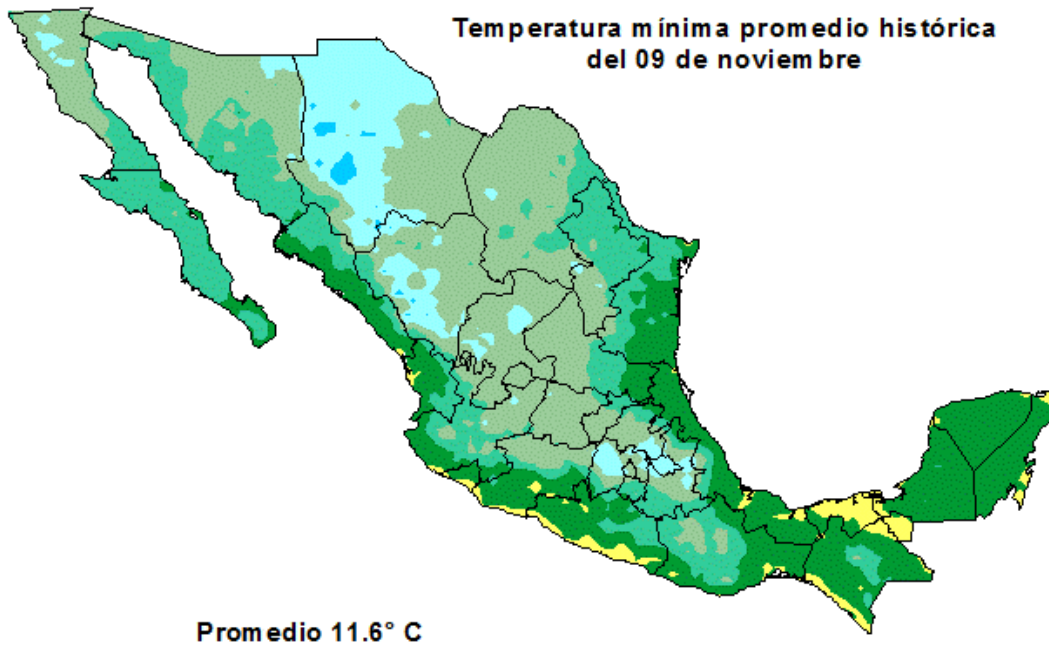 Temperatura mínima promedio histórica
del 09 de noviembre
Promedio 11.6° C